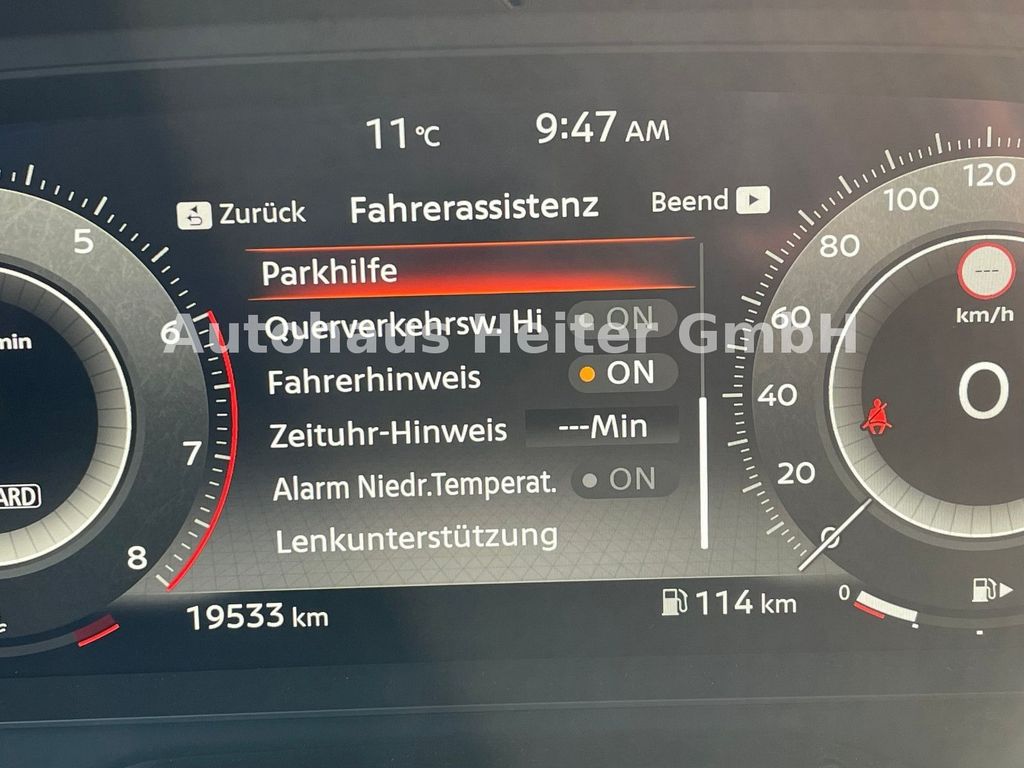 11 °C
9:47 AM
Zurück
Fahrerassistenz
Beend
Parkhilfe
Querverkehrsw. Hi ON
Fahrerhinweis ON
Zeituhr-Hinweis ---Min
Alarm Niedr.Temperat. ON
Lenkunterstützung
19533 km
114 km
5
6
7
8
min
ARD
120
100
80
60
40
20
0
---
km/h
0
0
Autohaus Heiter GmbH